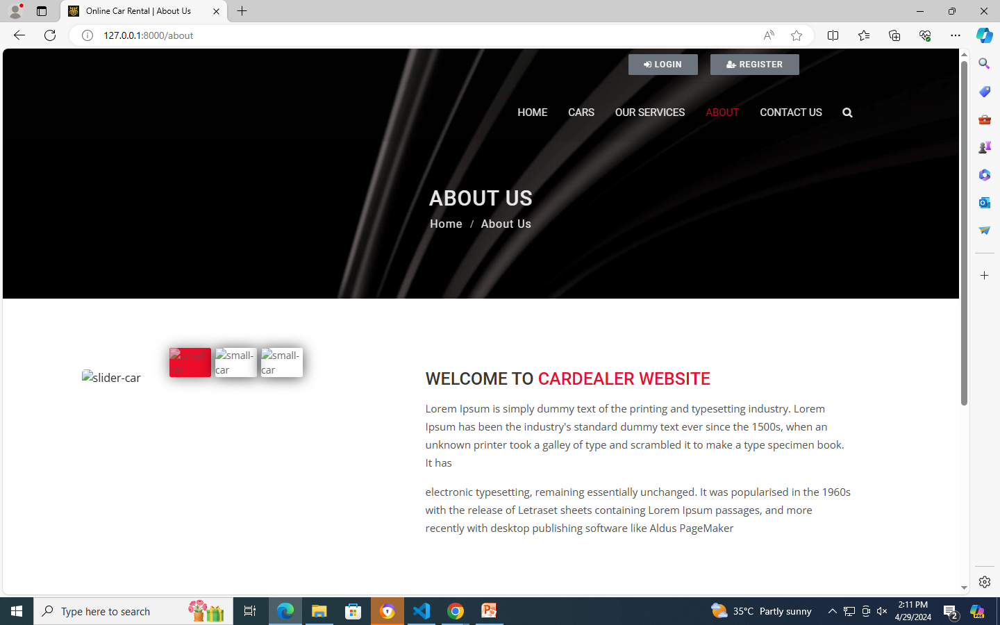 Online Car Rental | About Us
127.0.0.1:8000/about
LOGIN
REGISTER
HOME
CARS
OUR SERVICES
ABOUT
CONTACT US
ABOUT US
Home / About Us
small-
car
small-
car
small-
car
slider-car
WELCOME TO CARDEALER WEBSITE
Lorem Ipsum is simply dummy text of the printing and typesetting industry. Lorem
Ipsum has been the industry's standard dummy text ever since the 1500s, when an
unknown printer took a galley of type and scrambled it to make a type specimen book.
It has
electronic typesetting, remaining essentially unchanged. It was popularised in the 1960s
with the release of Letraset sheets containing Lorem Ipsum passages, and more
recently with desktop publishing software like Aldus PageMaker
Type here to search
35°C Partly sunny
2:11 PM
4/29/2024
2
PRE